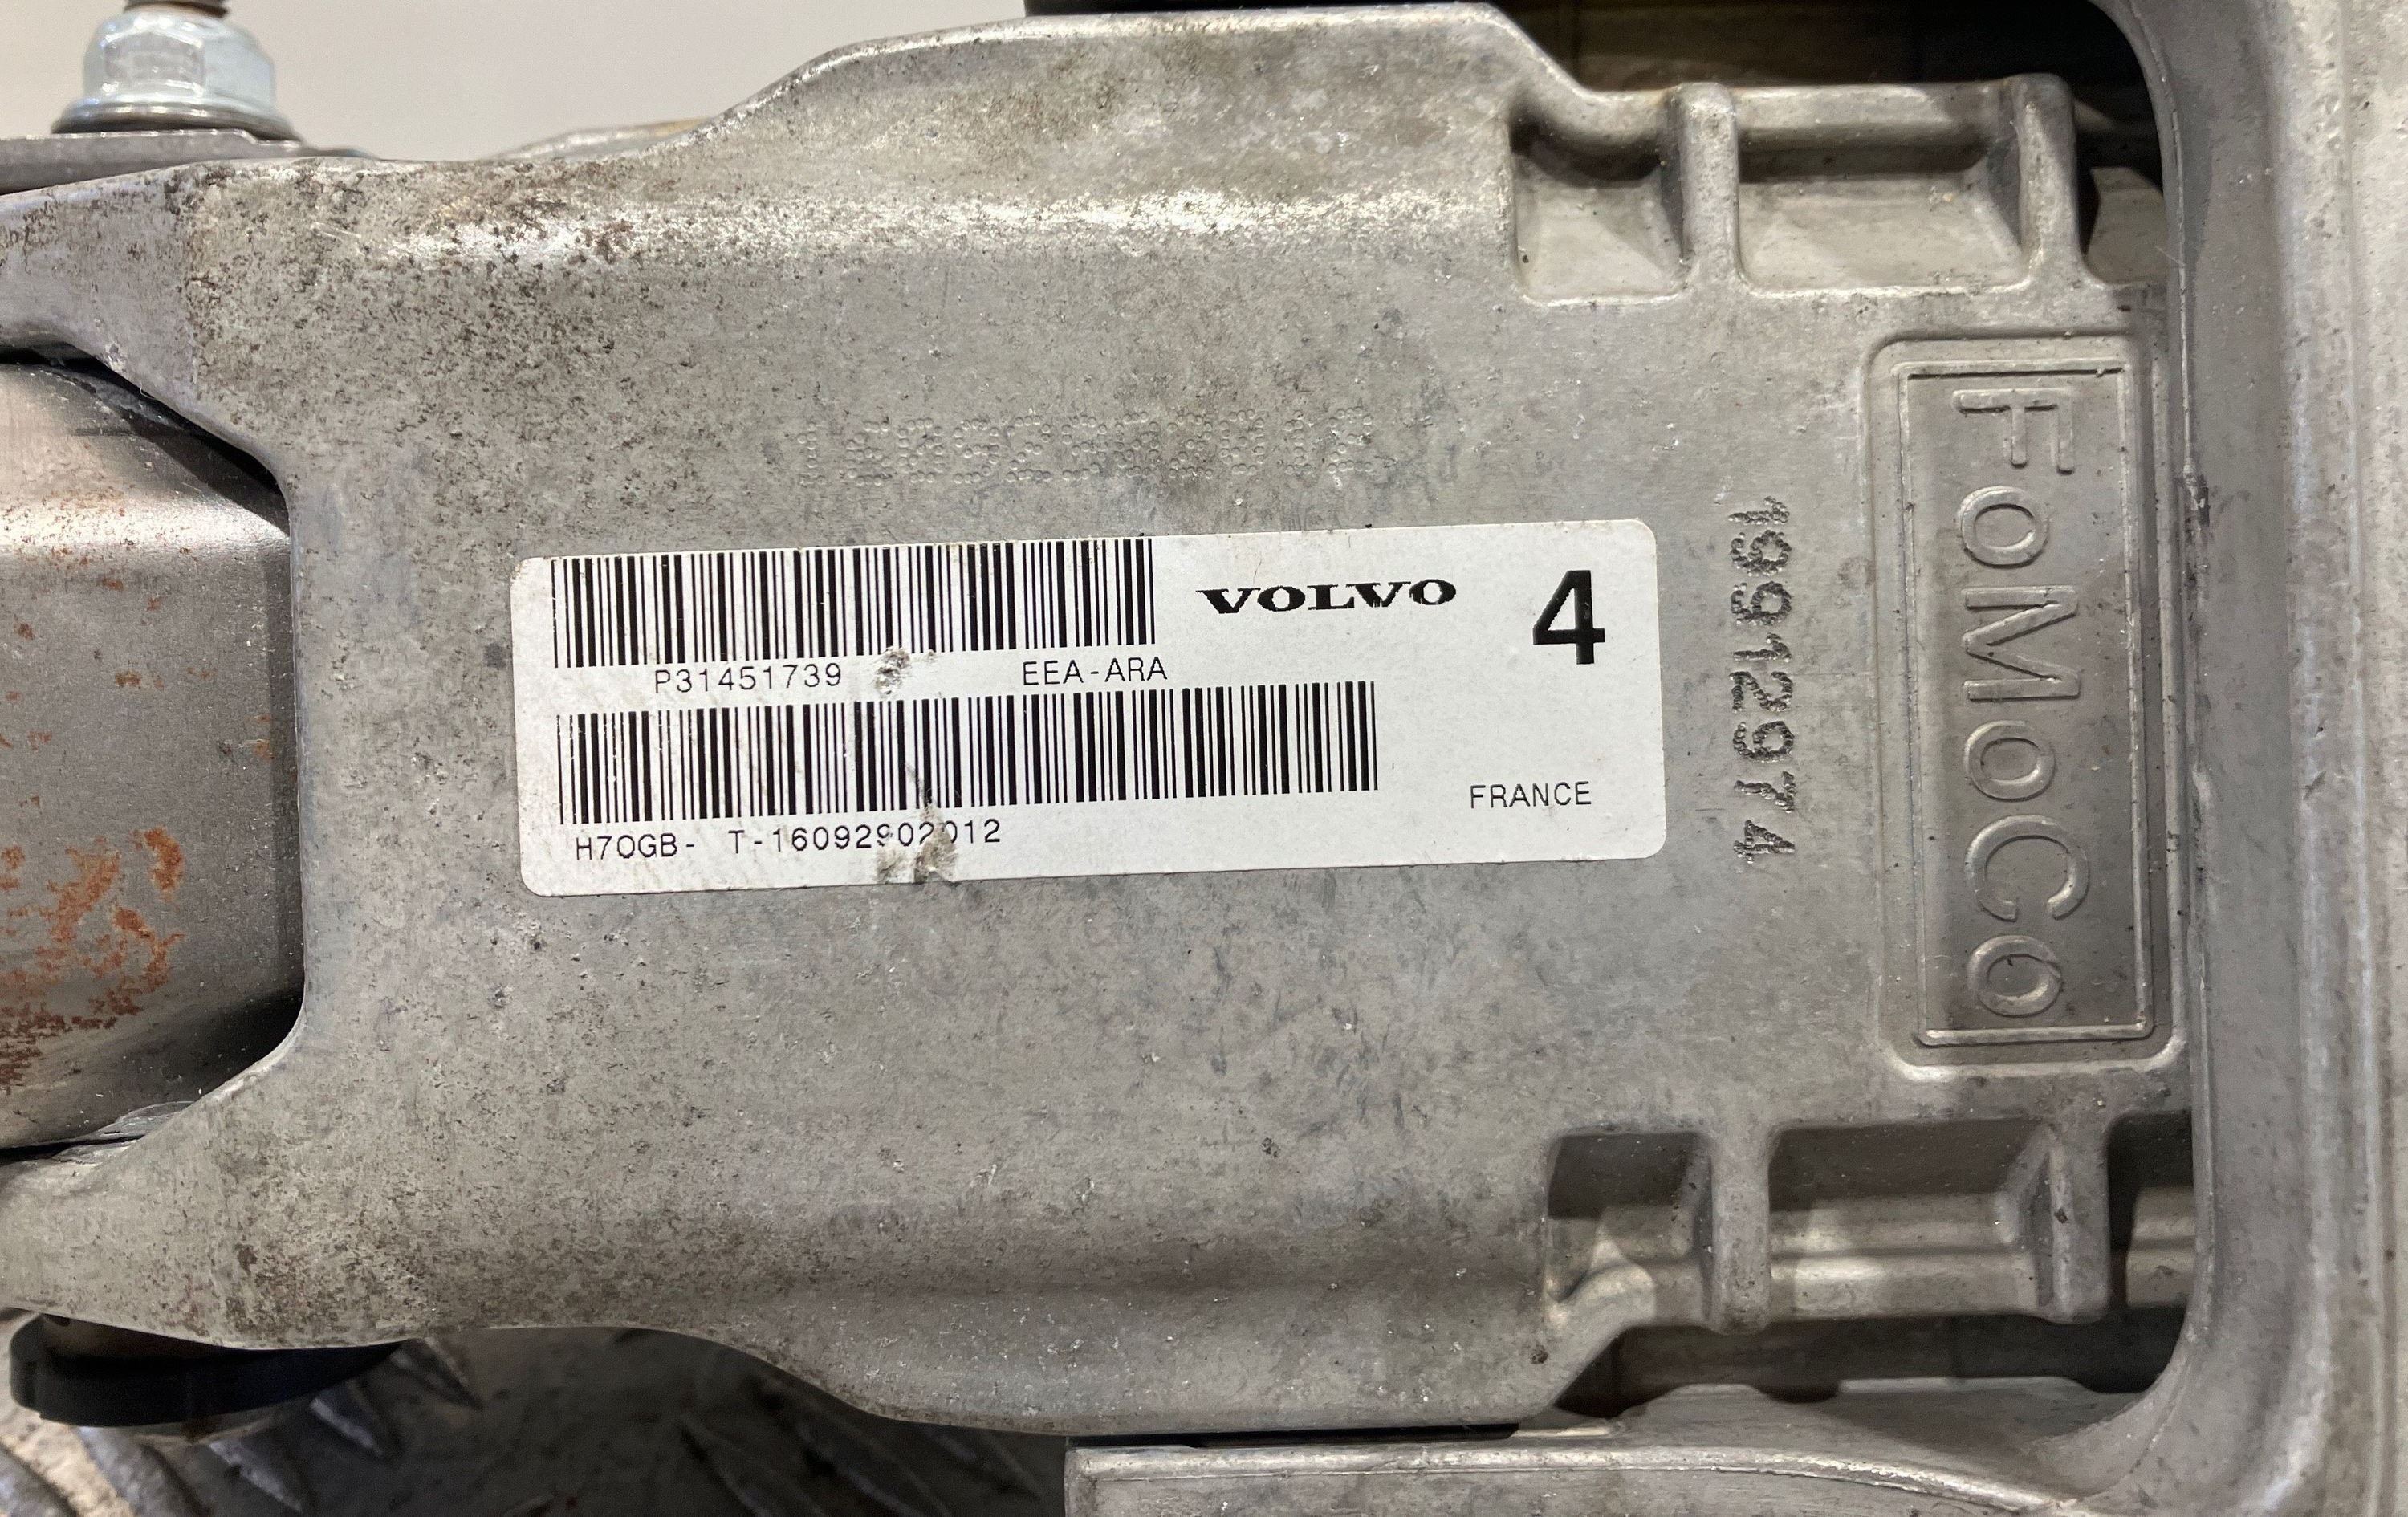 VOLVO 4
P31451739 EEA-ARA
FRANCE
H70GB- T-16092902012
19912974
FoMoCo